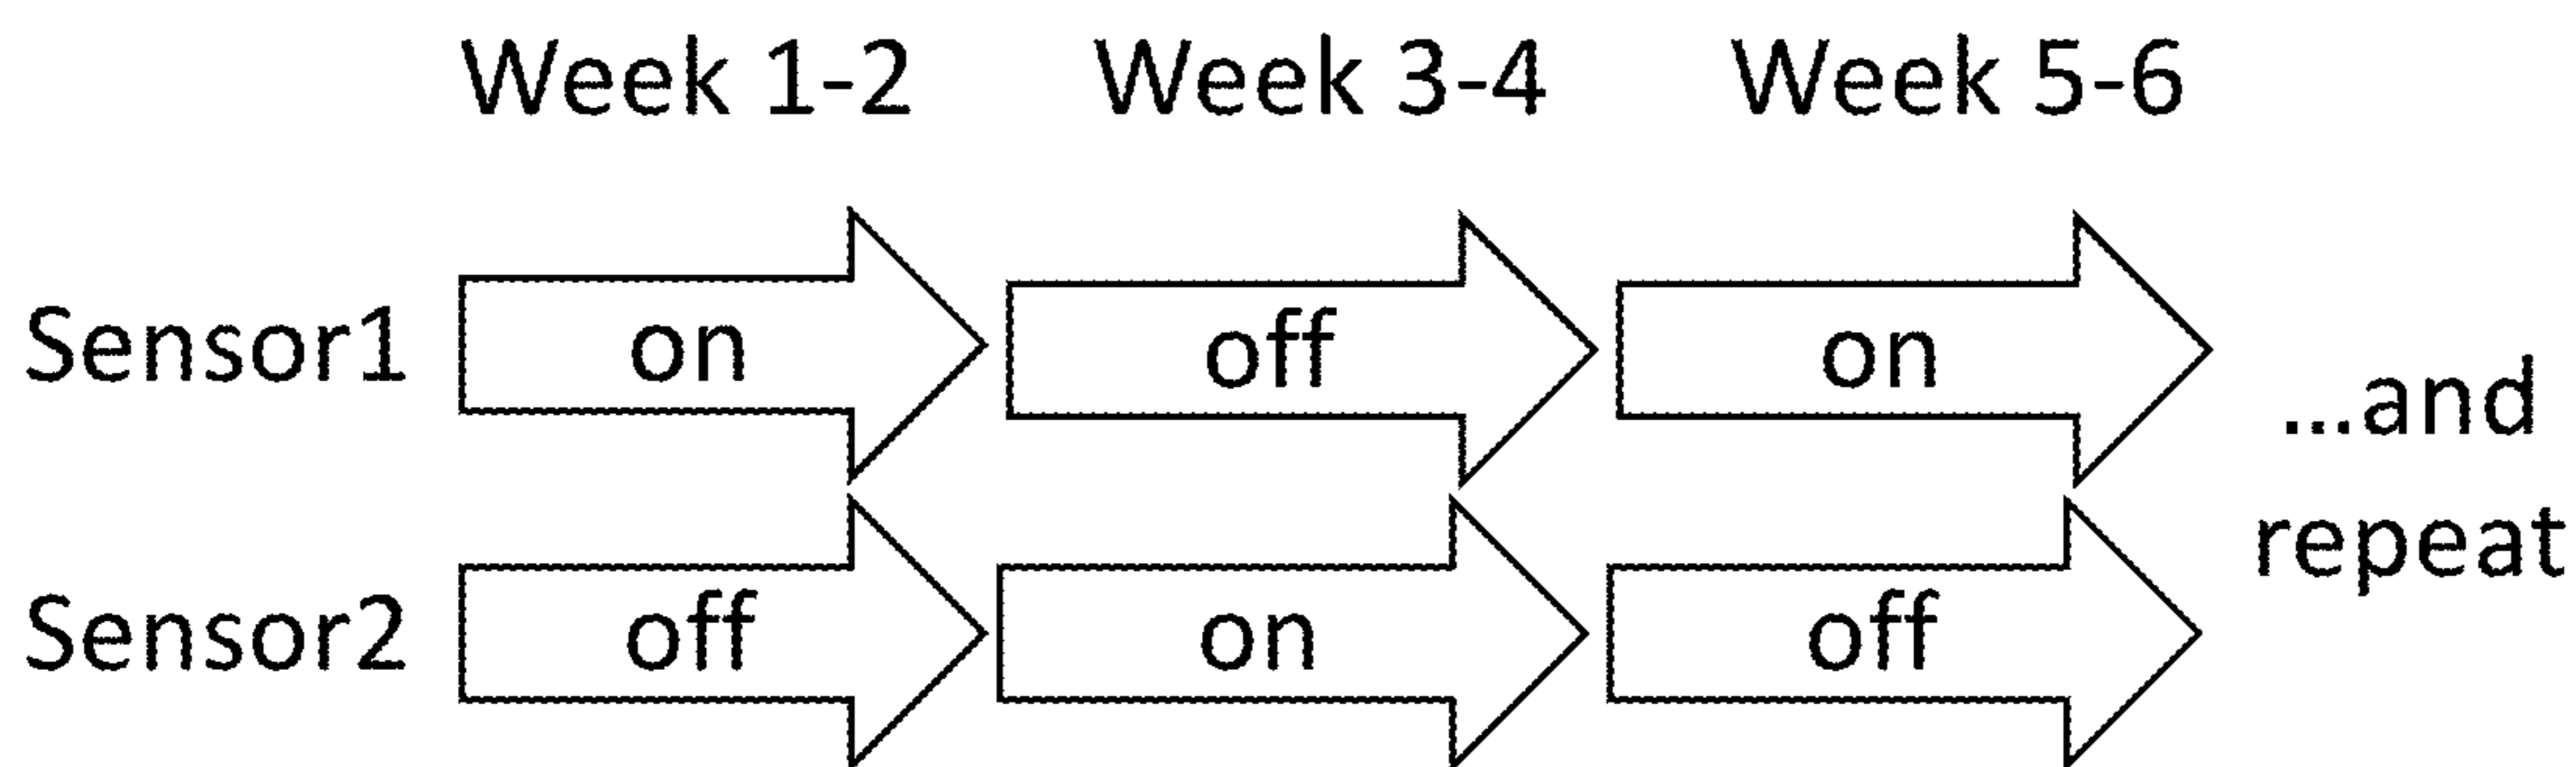 Week 1-2 Week 3-4 Week 5-6
Sensor1 on off on
...and
repeat
Sensor2 off on off